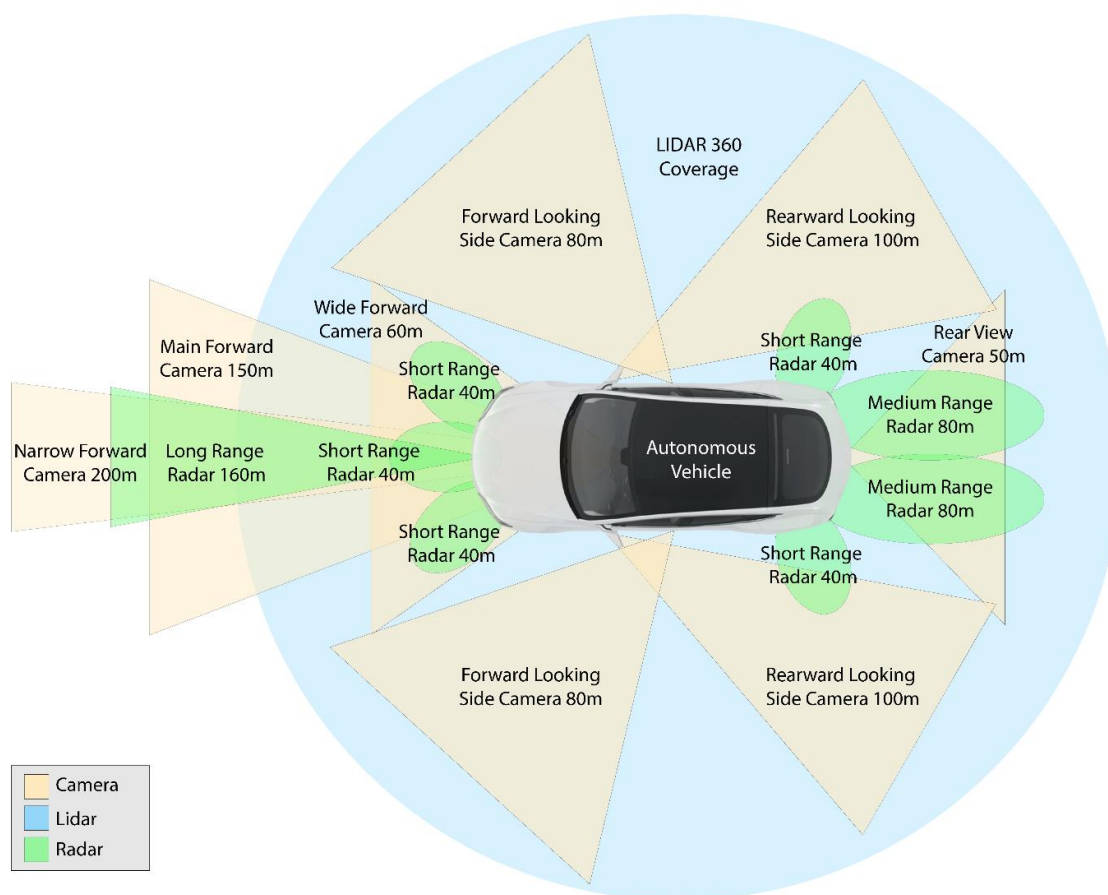 LIDAR 360
Coverage
Forward Looking
Side Camera 80m
Rearward Looking
Side Camera 100m
Wide Forward
Camera 60m
Main Forward
Camera 150m
Short Range
Radar 40m
Short Range
Radar 40m
Rear View
Camera 50m
Narrow Forward
Camera 200m
Long Range
Radar 160m
Short Range
Radar 40m
Autonomous
Vehicle
Medium Range
Radar 80m
Medium Range
Radar 80m
Short Range
Radar 40m
Short Range
Radar 40m
Forward Looking
Side Camera 80m
Rearward Looking
Side Camera 100m
Camera
Lidar
Radar